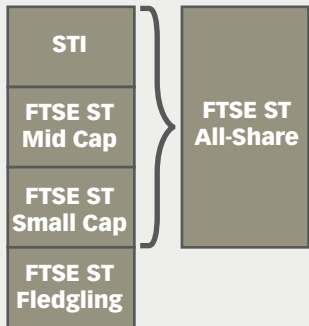 STI
FTSE ST
Mid Cap
FTSE ST
Small Cap
FTSE ST
Fledgling
FTSE ST
All-Share